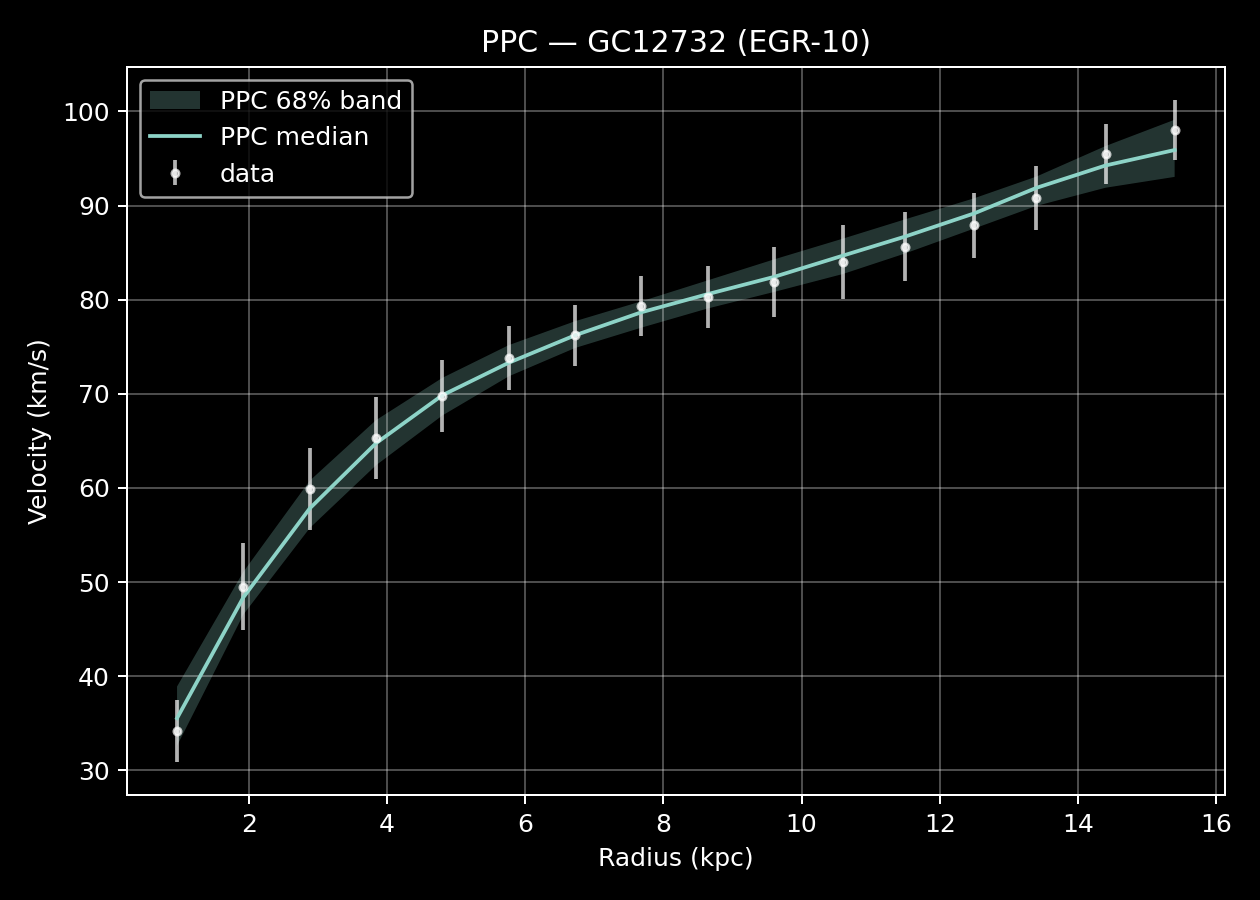 PPC — GC12732 (EGR-10)
PPC 68% band
PPC median
data
Velocity (km/s)
100
90
80
70
60
50
40
30
2 4 6 8 10 12 14 16
Radius (kpc)